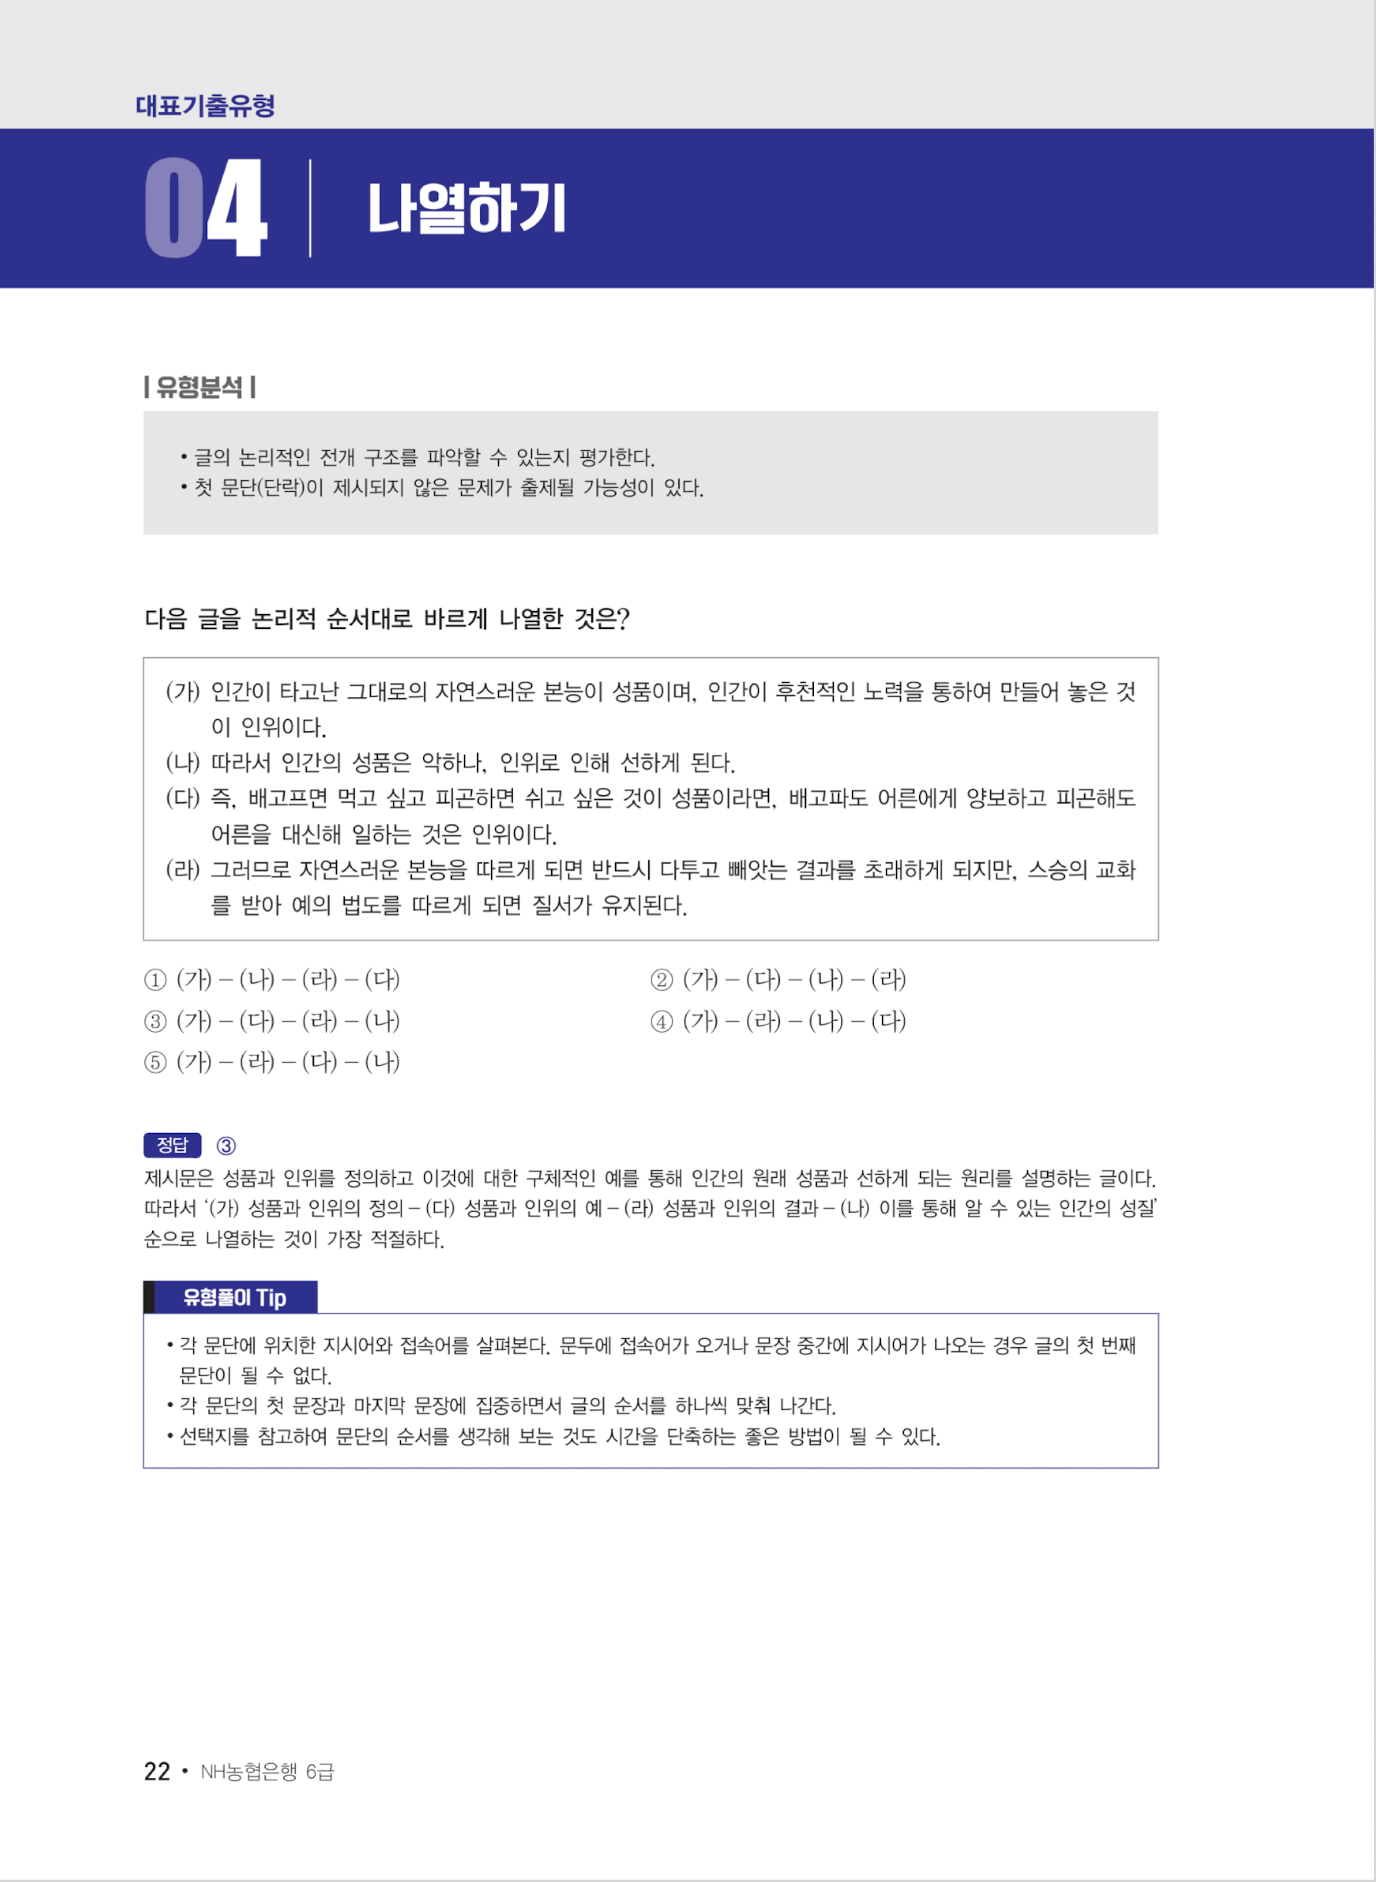 대표기출유형
04 나열하기
| 유형분석 |
• 글의 논리적인 전개 구조를 파악할 수 있는지 평가한다.
• 첫 문단(단락)이 제시되지 않은 문제가 출제될 가능성이 있다.
다음 글을 논리적 순서대로 바르게 나열한 것은?
(가) 인간이 타고난 그대로의 자연스러운 본능이 성품이며, 인간이 후천적인 노력을 통하여 만들어 놓은 것
이 인위이다.
(나) 따라서 인간의 성품은 악하나, 인위로 인해 선하게 된다.
(다) 즉, 배고프면 먹고 싶고 피곤하면 쉬고 싶은 것이 성품이라면, 배고파도 어른에게 양보하고 피곤해도
어른을 대신해 일하는 것은 인위이다.
(라) 그러므로 자연스러운 본능을 따르게 되면 반드시 다투고 빼앗는 결과를 초래하게 되지만, 스승의 교화
를 받아 예의 법도를 따르게 되면 질서가 유지된다.
① (가) – (나) – (라) – (다)
② (가) – (다) – (나) – (라)
③ (가) – (다) – (라) – (나)
④ (가) – (라) – (나) – (다)
⑤ (가) – (라) – (다) – (나)
정답 ③
제시문은 성품과 인위를 정의하고 이것에 대한 구체적인 예를 통해 인간의 원래 성품과 선하게 되는 원리를 설명하는 글이다.
따라서 ‘(가) 성품과 인위의 정의 – (다) 성품과 인위의 예 – (라) 성품과 인위의 결과 – (나) 이를 통해 알 수 있는 인간의 성질’
순으로 나열하는 것이 가장 적절하다.
유형풀이 Tip
• 각 문단에 위치한 지시어와 접속어를 살펴본다. 문두에 접속어가 오거나 문장 중간에 지시어가 나오는 경우 글의 첫 번째
문단이 될 수 없다.
• 각 문단의 첫 문장과 마지막 문장에 집중하면서 글의 순서를 하나씩 맞춰 나간다.
• 선택지를 참고하여 문단의 순서를 생각해 보는 것도 시간을 단축하는 좋은 방법이 될 수 있다.
22 • NH농협은행 6급